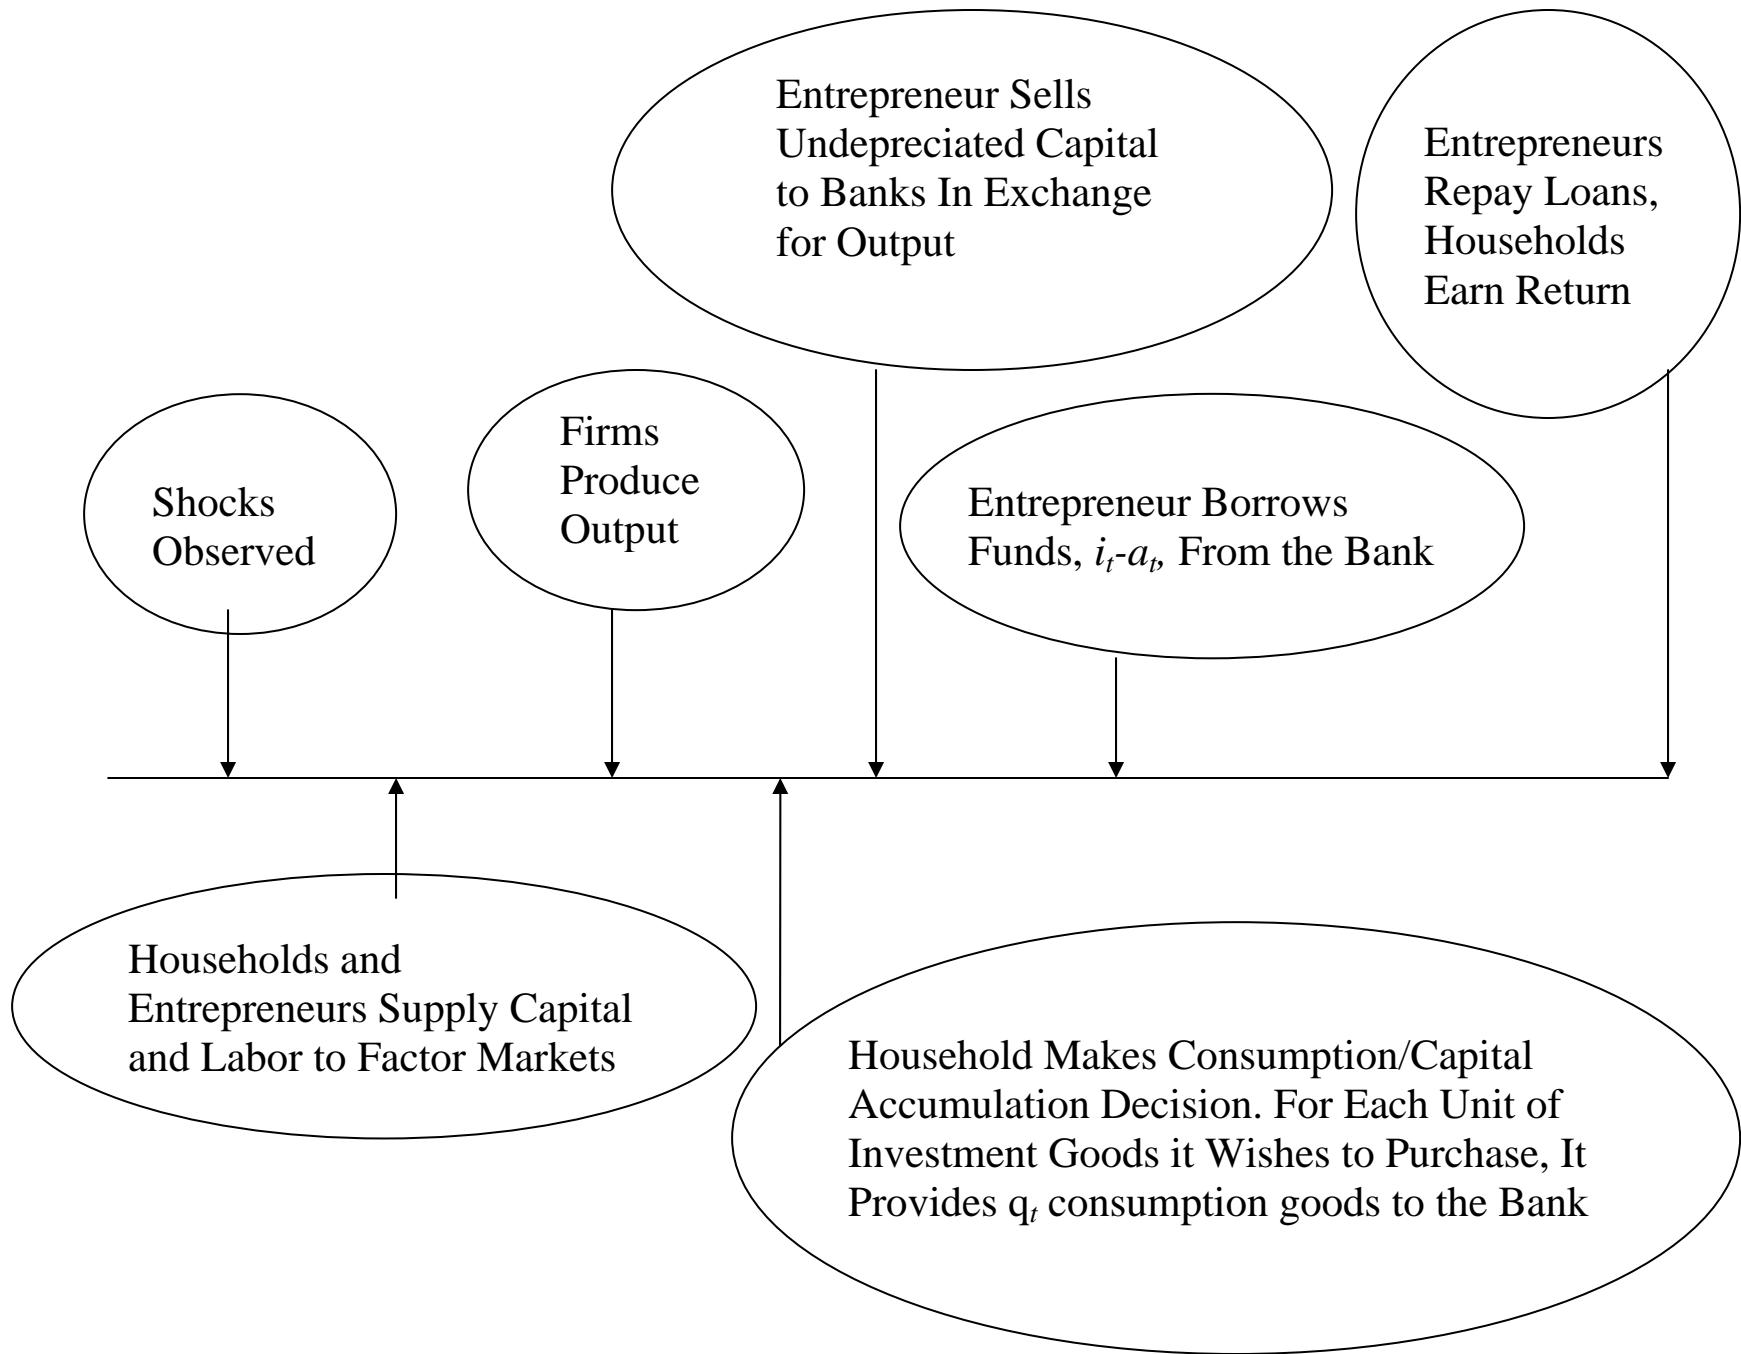 Entrepreneur Sells
Undepreciated Capital
to Banks In Exchange
for Output
Entrepreneurs
Repay Loans,
Households
Earn Return
Firms
Produce
Output
Shocks
Observed
Entrepreneur Borrows
Funds, i_t-a_t, From the Bank
Households and
Entrepreneurs Supply Capital
and Labor to Factor Markets
Household Makes Consumption/Capital
Accumulation Decision. For Each Unit of
Investment Goods it Wishes to Purchase, It
Provides q_t consumption goods to the Bank